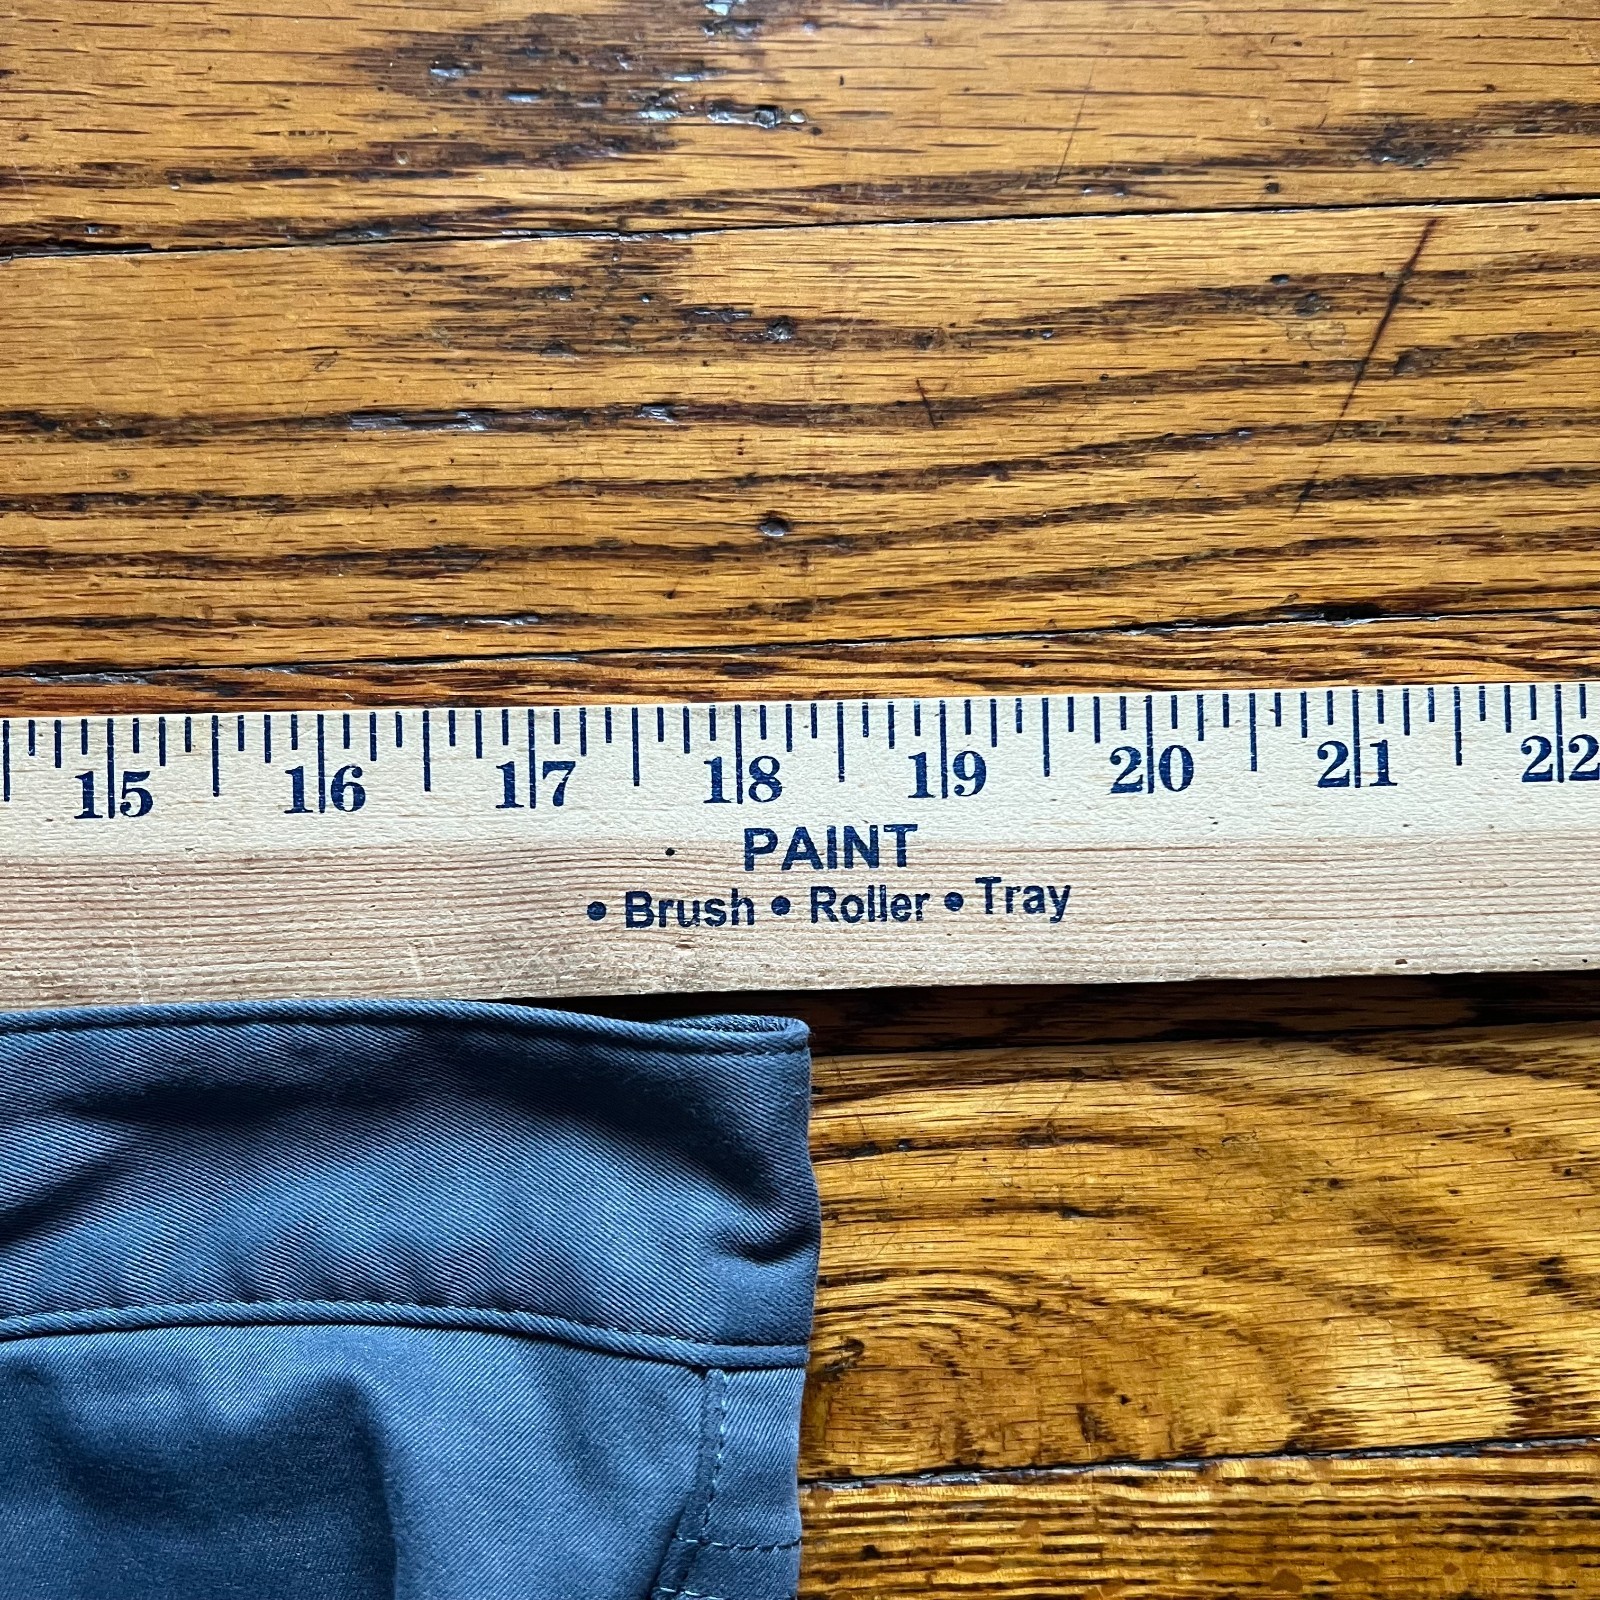 15 16 17 18 19 20 21 22
PAINT
• Brush • Roller • Tray